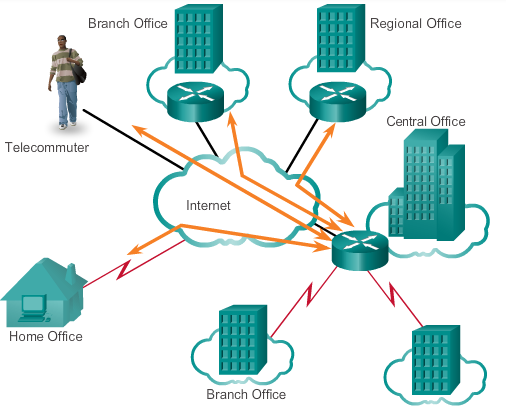 Branch Office
Regional Office
Central Office
Telecommuter
Internet
Home Office
Branch Office